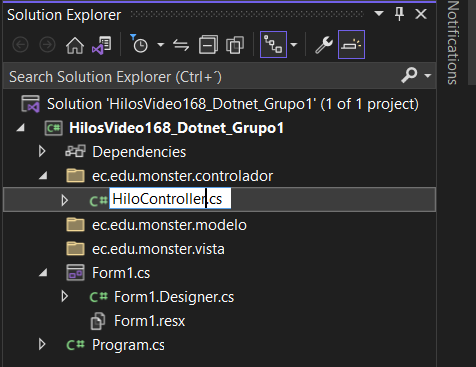 Solution Explorer
Search Solution Explorer (Ctrl+´)
Solution 'HilosVideo168_Dotnet_Grupo1' (1 of 1 project)
C# HilosVideo168_Dotnet_Grupo1
Dependencies
ec.edu.monster.controlador
C# HiloController.cs
ec.edu.monster.modelo
ec.edu.monster.vista
Form1.cs
C# Form1.Designer.cs
Form1.resx
C# Program.cs
Notifications